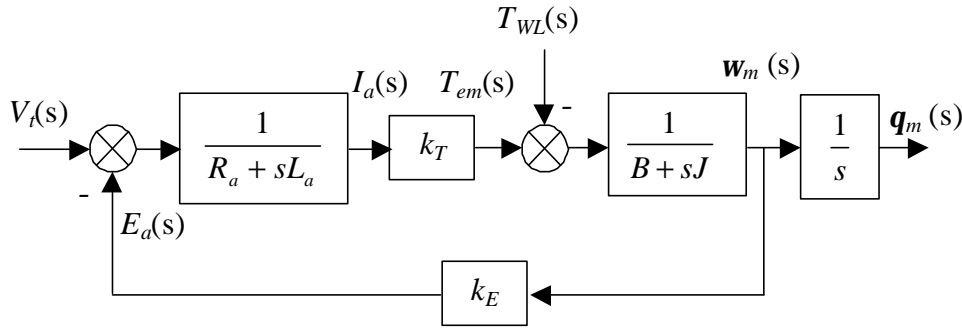 T_WL(s)
V_t(s)
-
1 / (R_a + sL_a)
I_a(s)
k_T
T_em(s)
-
1 / (B + sJ)
w_m (s)
1 / s
q_m (s)
-
E_a(s)
k_E